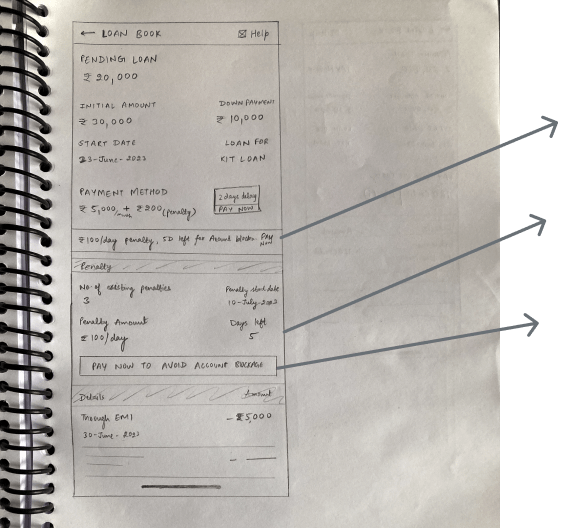 ← LOAN BOOK Help
PENDING LOAN
₹ 20,000
INITIAL AMOUNT DOWN PAYMENT
₹ 30,000 ₹ 10,000
START DATE LOAN FOR
23-June-2023 KIT LOAN
PAYMENT METHOD 2 days delay
₹ 5,000/month + ₹200 (penalty) PAY NOW
₹100/day penalty, 5D left for Account blocks. PAY NOW
Penalty
No of existing penalties Penalty start date
3 10-July-2023
Penalty Amount Days left
₹100/day 5
PAY NOW TO AVOID ACCOUNT BLOCKAGE
Details Amount
Through EMI -₹5,000
30-June-2023